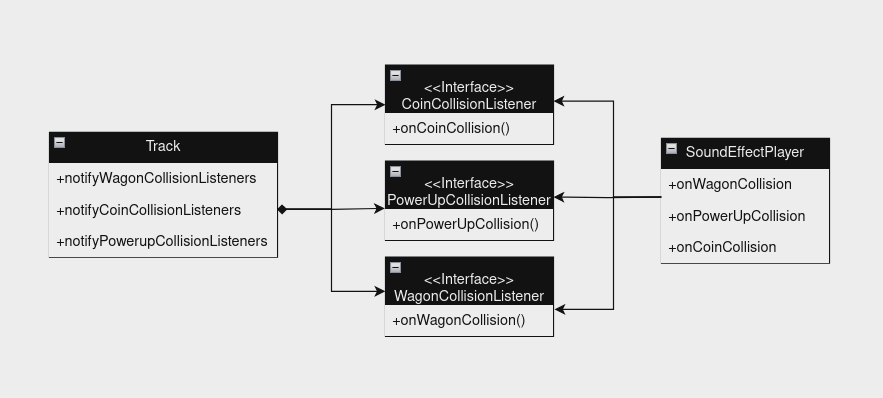 Track
+notifyWagonCollisionListeners
+notifyCoinCollisionListeners
+notifyPowerupCollisionListeners
<<Interface>>
CoinCollisionListener
+onCoinCollision()
<<Interface>>
PowerUpCollisionListener
+onPowerUpCollision()
<<Interface>>
WagonCollisionListener
+onWagonCollision()
SoundEffectPlayer
+onWagonCollision
+onPowerUpCollision
+onCoinCollision